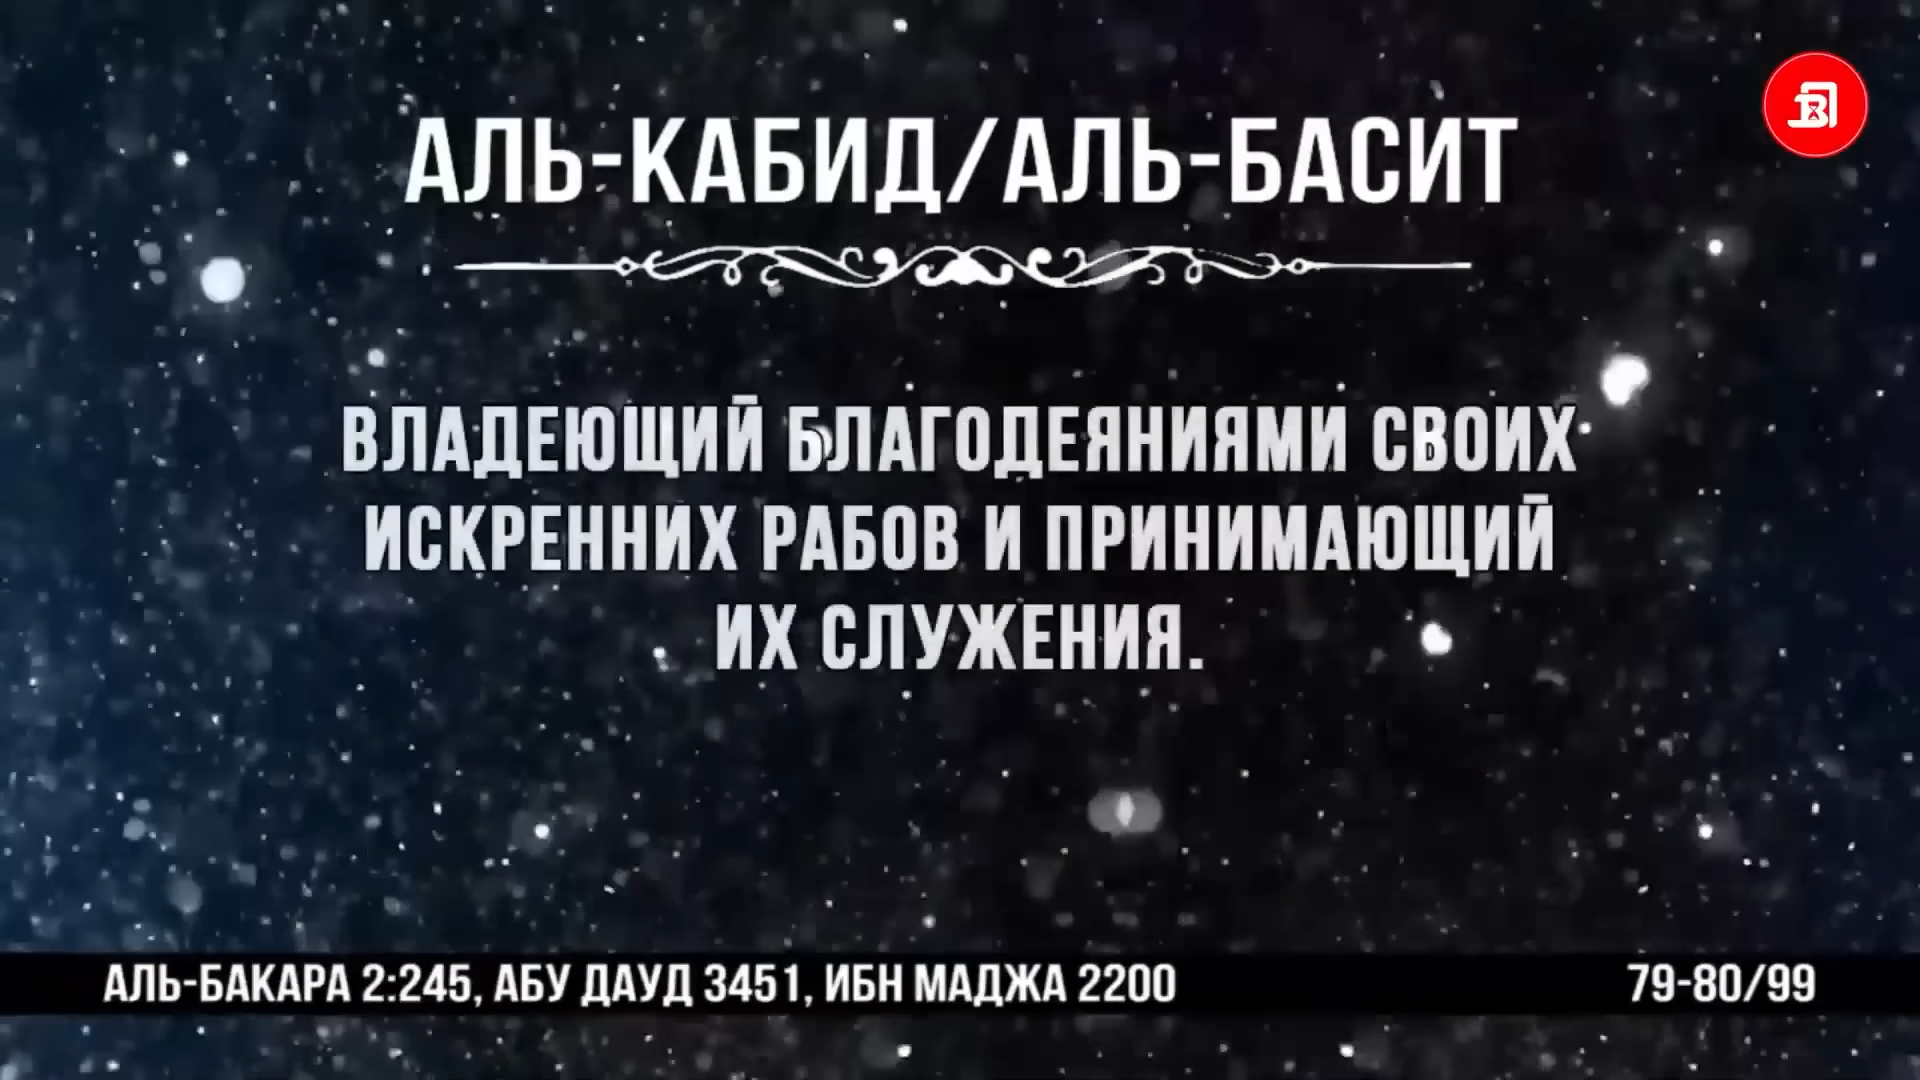 АЛЬ-КАБИД/АЛЬ-БАСИТ
ВЛАДЕЮЩИЙ БЛАГОДЕЯНИЯМИ СВОИХ
ИСКРЕННИХ РАБОВ И ПРИНИМАЮЩИЙ
ИХ СЛУЖЕНИЯ.
АЛЬ-БАКАРА 2:245, АБУ ДАУД 3451, ИБН МАДЖА 2200
79-80/99